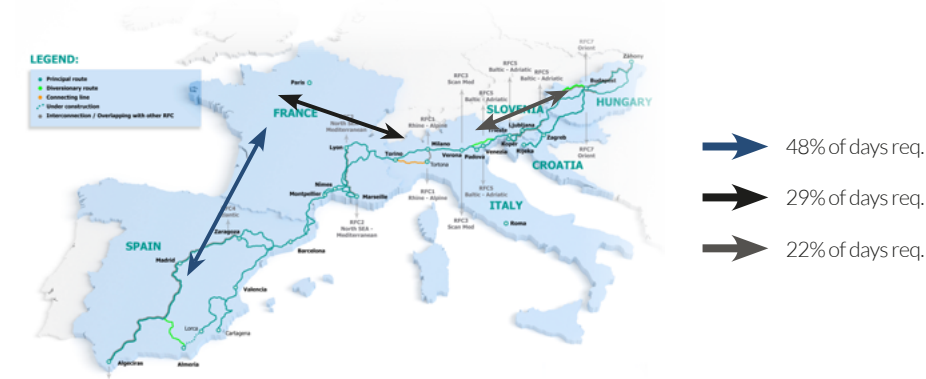 LEGEND:
Principal route
Diversionary route
Connecting line
Under construction
Interconnection / Overlapping with other RFC
Paris
FRANCE
RFC2
North SEA -
Mediterranean
RFC1
Rhine - Alpine
RFC3
Scan Med
RFC5
Baltic - Adriatic
RFC5
Baltic - Adriatic
RFC5
Baltic - Adriatic
RFC7
Orient
Záhony
Budapest
HUNGARY
SLOVENIA
Ljubljana
Trieste
Koper
Rijeka
Zagreb
CROATIA
RFC7
Orient
Lyon
Torino
Milano
Tortona
Verona
Padova
Venezia
Nimes
Montpellier
Marseille
RFC2
North SEA -
Mediterranean
RFC1
Rhine - Alpine
RFC5
Baltic - Adriatic
RFC3
Scan Med
ITALY
Roma
RFC4
Atlantic
Zaragoza
SPAIN
Madrid
Barcelona
Valencia
Lorca
Cartagena
Algeciras
Almeria
48% of days req.
29% of days req.
22% of days req.